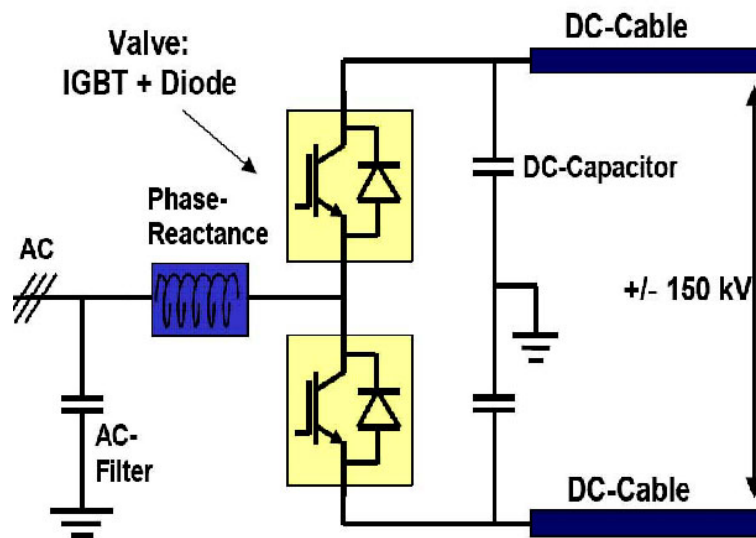 Valve:
IGBT + Diode
DC-Cable
DC-Capacitor
Phase-
Reactance
AC
+/- 150 kV
AC-
Filter
DC-Cable